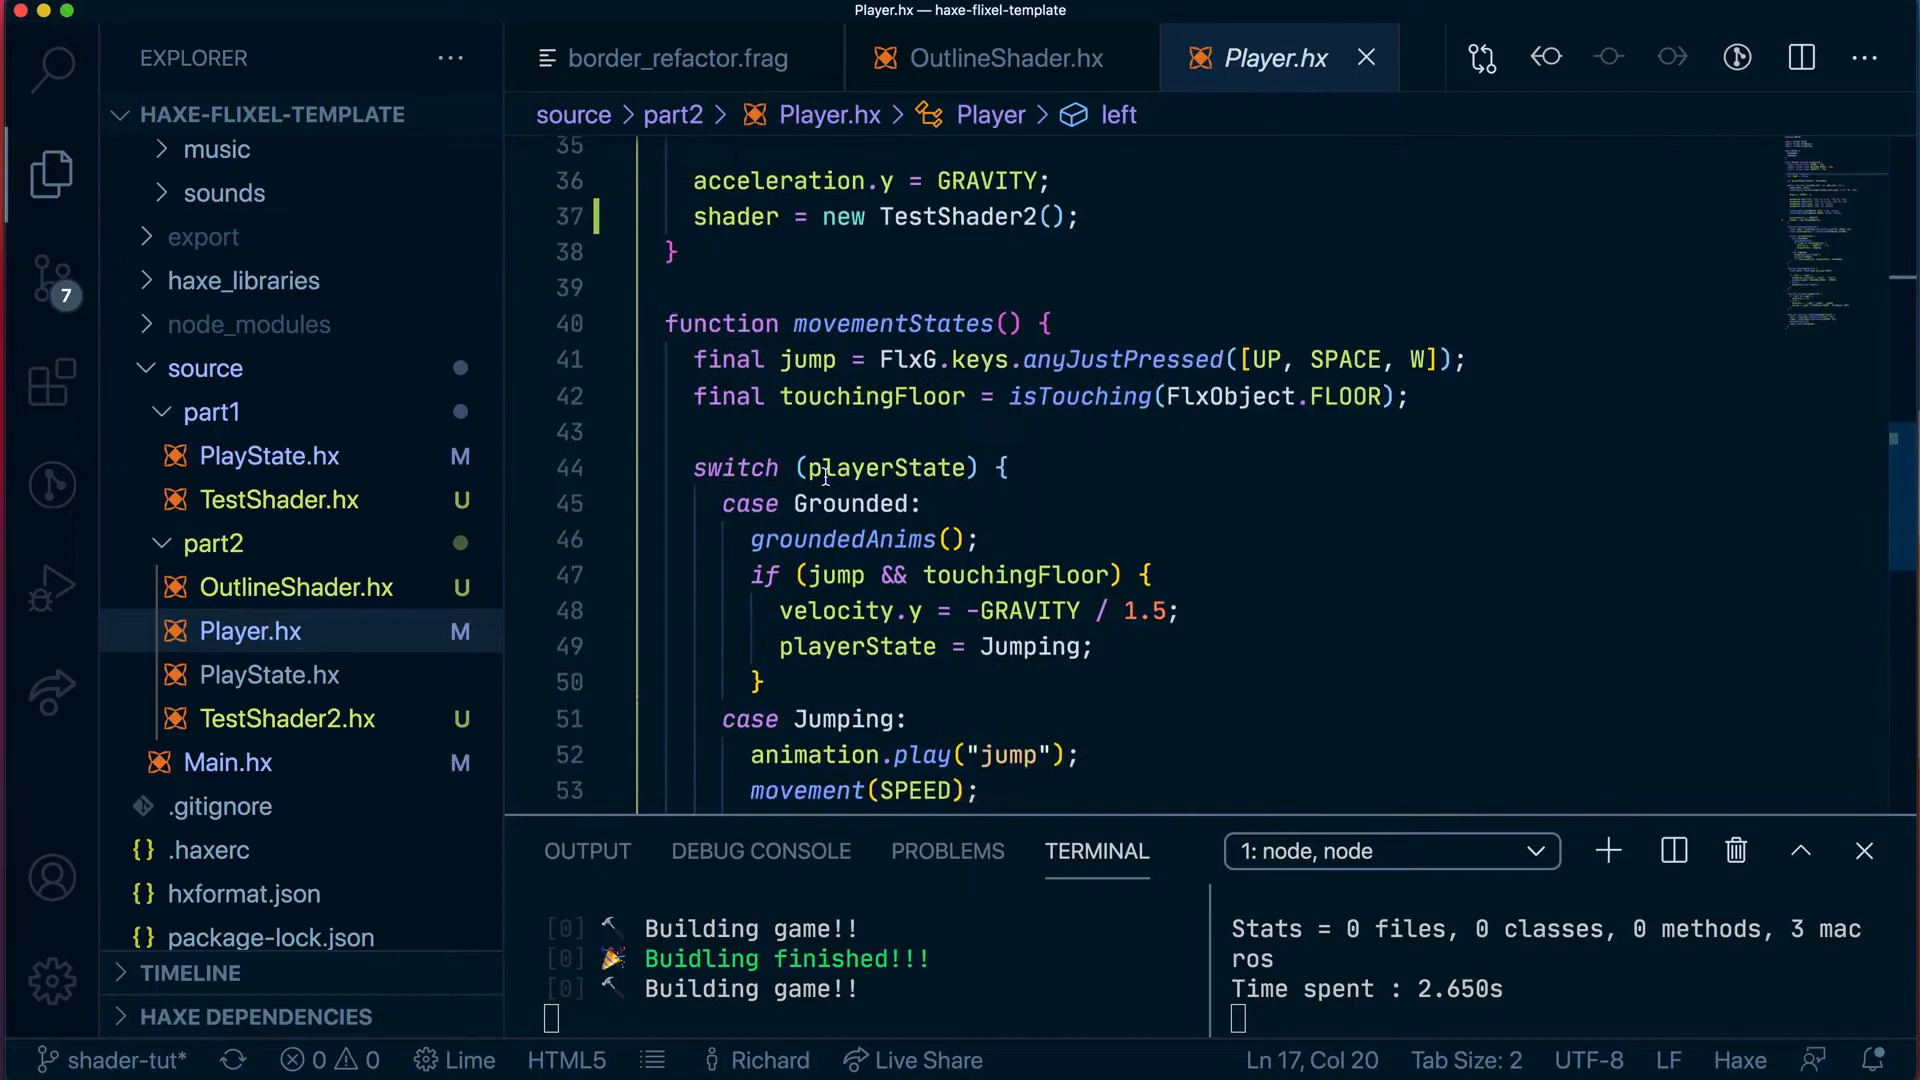 Player.hx — haxe-flixel-template
EXPLORER
border_refactor.frag
OutlineShader.hx
Player.hx
HAXE-FLIXEL-TEMPLATE
music
sounds
export
haxe_libraries
node_modules
source
part1
PlayState.hx M
TestShader.hx U
part2
OutlineShader.hx U
Player.hx M
PlayState.hx
TestShader2.hx U
Main.hx M
.gitignore
{} .haxerc
{} hxformat.json
{} package-lock.json
TIMELINE
HAXE DEPENDENCIES
7
source > part2 > Player.hx > Player > left
35
36 acceleration.y = GRAVITY;
37 shader = new TestShader2();
38 }
39
40 function movementStates() {
41 final jump = FlxG.keys.anyJustPressed([UP, SPACE, W]);
42 final touchingFloor = isTouching(FlxObject.FLOOR);
43
44 switch (playerState) {
45 case Grounded:
46 groundedAnims();
47 if (jump && touchingFloor) {
48 velocity.y = -GRAVITY / 1.5;
49 playerState = Jumping;
50 }
51 case Jumping:
52 animation.play("jump");
53 movement(SPEED);
OUTPUT DEBUG CONSOLE PROBLEMS TERMINAL 1: node, node
[0] Building game!!
[0] Buidling finished!!!
[0] Building game!!
Stats = 0 files, 0 classes, 0 methods, 3 mac
ros
Time spent : 2.650s
shader-tut* 0 0 Lime HTML5 Richard Live Share Ln 17, Col 20 Tab Size: 2 UTF-8 LF Haxe